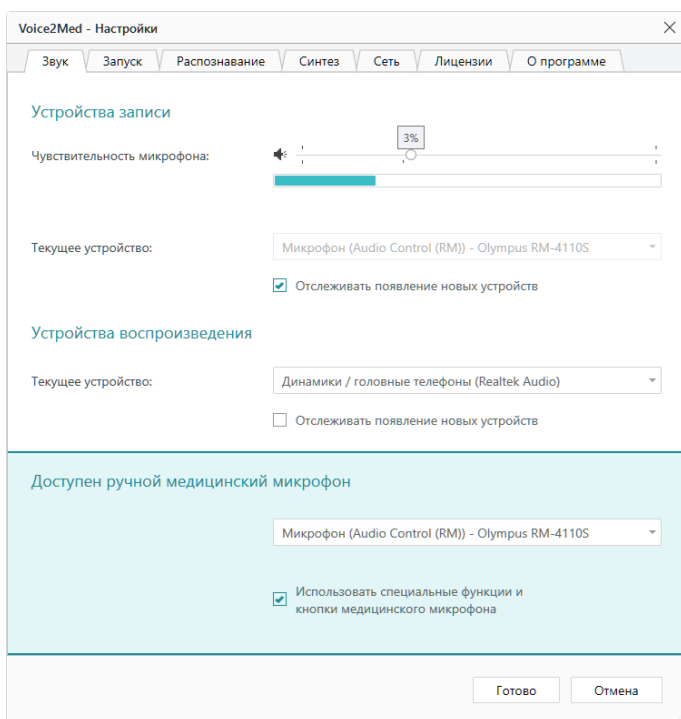 Voice2Med - Настройки
Звук Запуск Распознавание Синтез Сеть Лицензии О программе
Устройства записи
3%
Чувствительность микрофона:
Текущее устройство: Микрофон (Audio Control (RM)) - Olympus RM-4110S
Отслеживать появление новых устройств
Устройства воспроизведения
Текущее устройство: Динамики / головные телефоны (Realtek Audio)
Отслеживать появление новых устройств
Доступен ручной медицинский микрофон
Микрофон (Audio Control (RM)) - Olympus RM-4110S
Использовать специальные функции и
кнопки медицинского микрофона
Готово Отмена